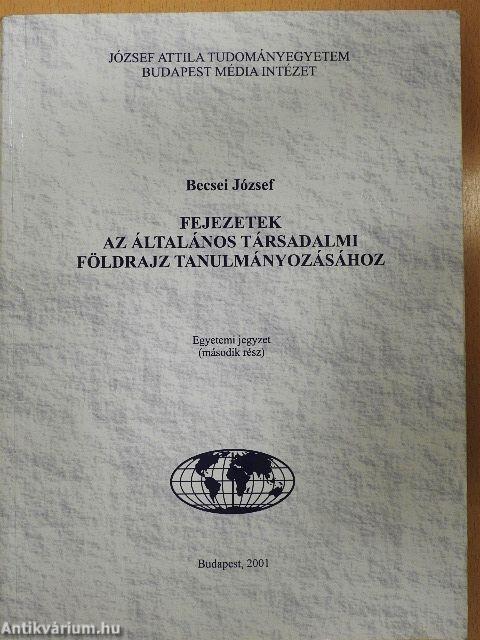 JÓZSEF ATTILA TUDOMÁNYEGYETEM
BUDAPEST MÉDIA INTÉZET
Becsei József
FEJEZETEK
AZ ÁLTALÁNOS TÁRSADALMI
FÖLDRAJZ TANULMÁNYOZÁSÁHOZ
Egyetemi jegyzet
(második rész)
Budapest, 2001
Antikvárium.hu